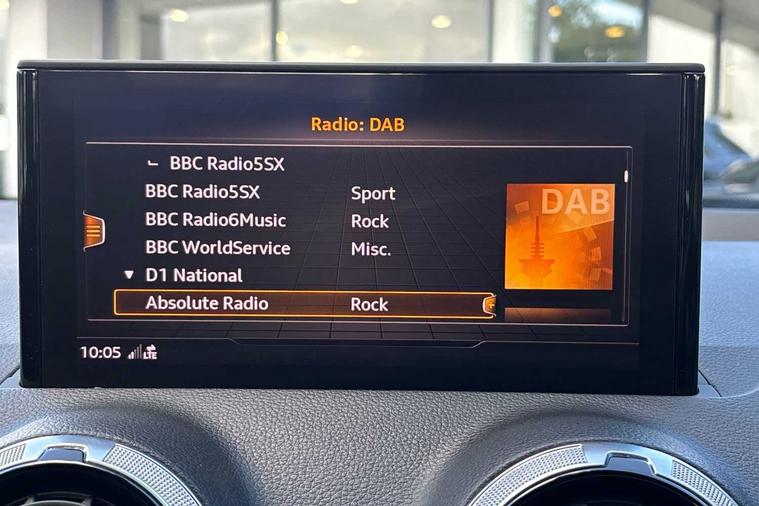 Radio: DAB
BBC Radio5SX
BBC Radio5SX Sport
BBC Radio6Music Rock
BBC WorldService Misc.
D1 National
Absolute Radio Rock
DAB
10:05 LTE